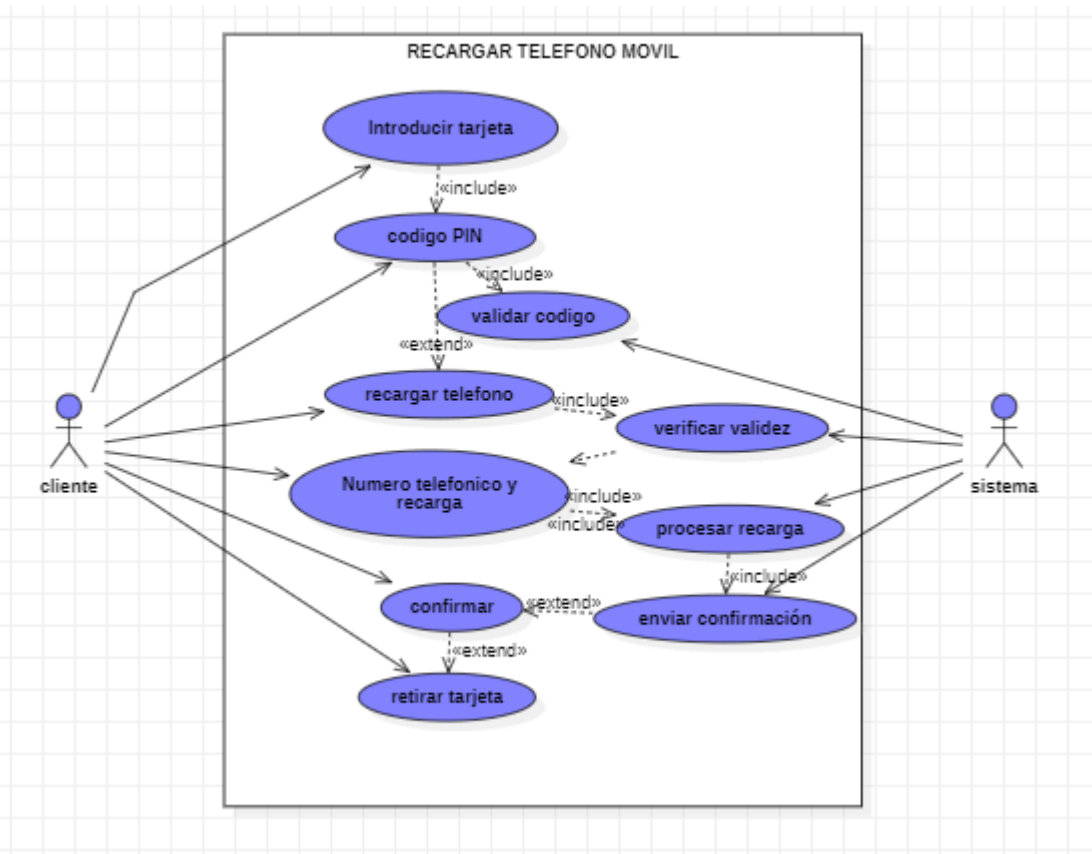 RECARGAR TELEFONO MOVIL
Introducir tarjeta
«include»
codigo PIN
«include»
validar codigo
«extend»
recargar telefono
«include»
verificar validez
cliente
sistema
Numero telefonico y
recarga
«include»
«include»
procesar recarga
«include»
confirmar
«extend»
enviar confirmación
«extend»
retirar tarjeta